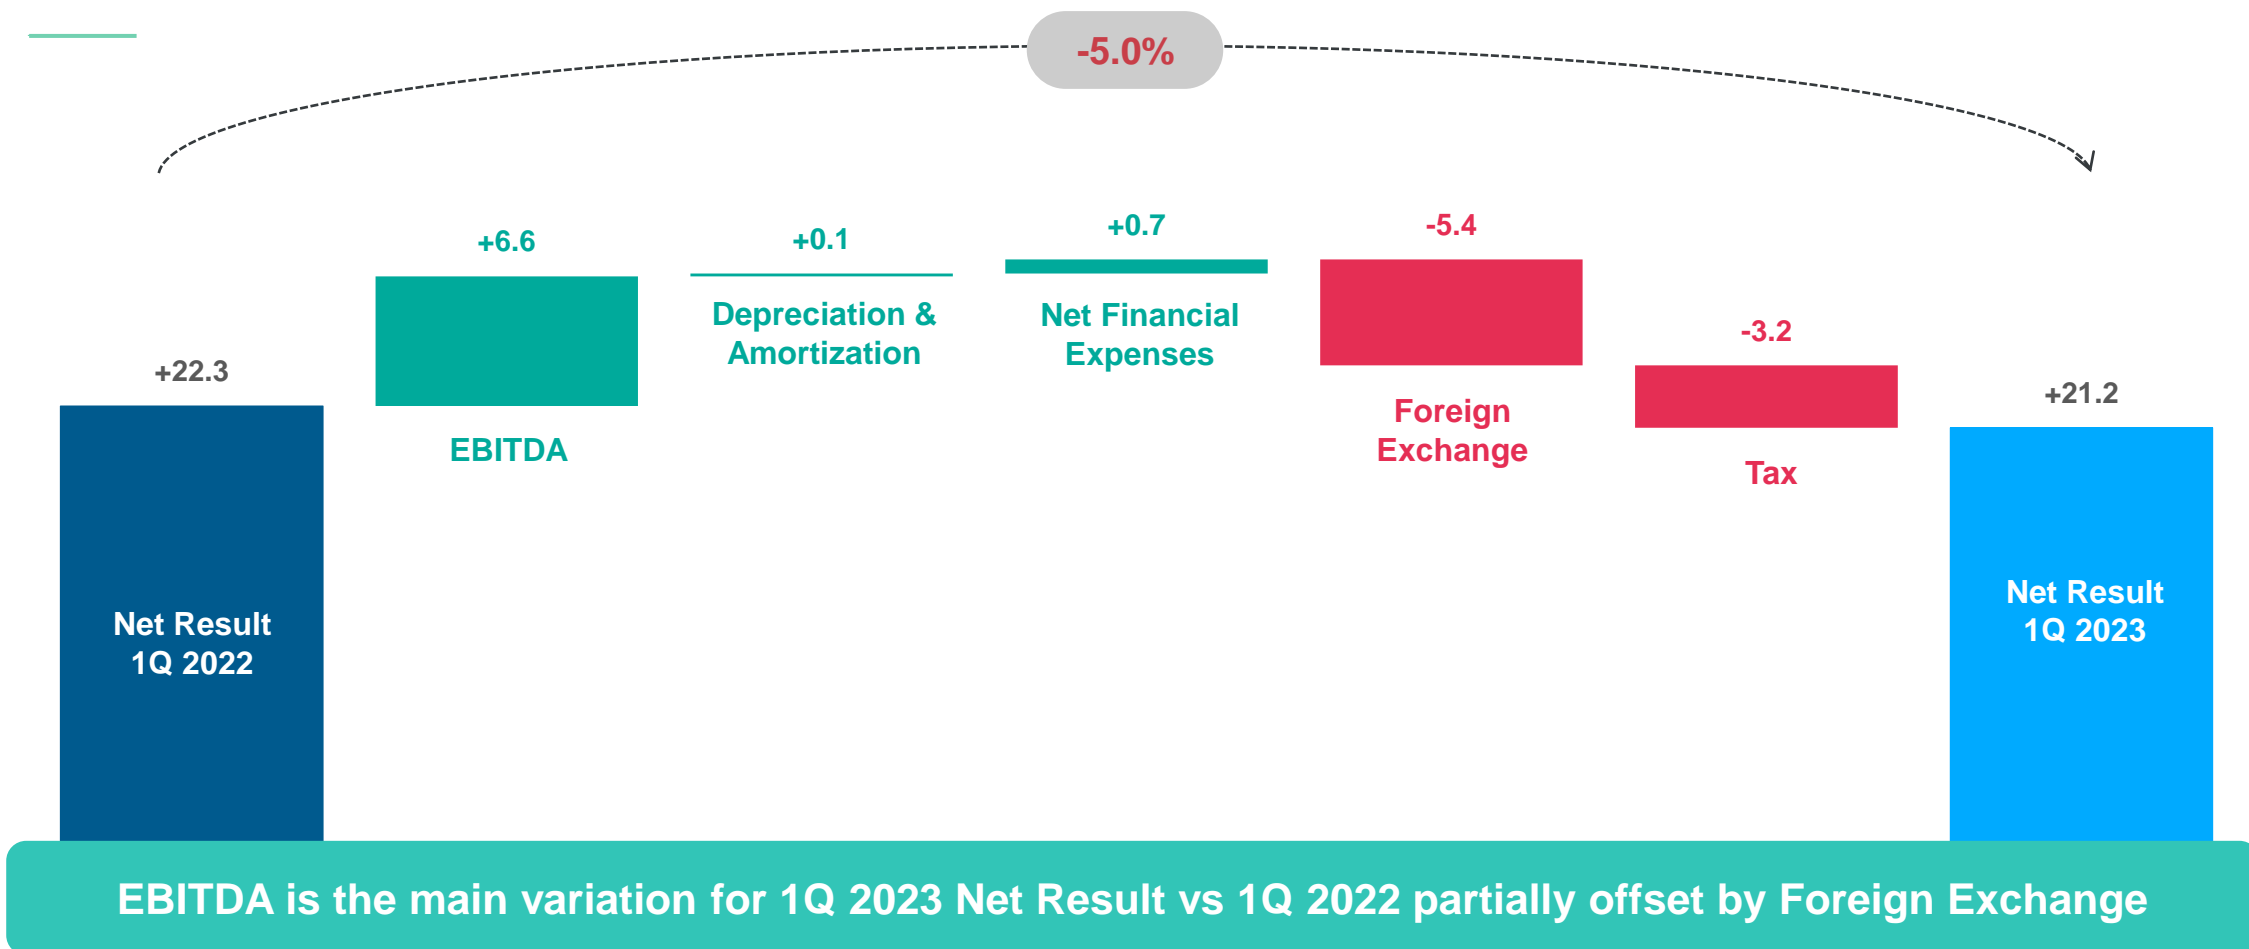 -5.0%
+6.6
+0.1
+0.7
-5.4
Depreciation &
Amortization
Net Financial
Expenses
-3.2
+22.3
+21.2
Foreign
Exchange
EBITDA
Tax
Net Result
1Q 2022
Net Result
1Q 2023
EBITDA is the main variation for 1Q 2023 Net Result vs 1Q 2022 partially offset by Foreign Exchange